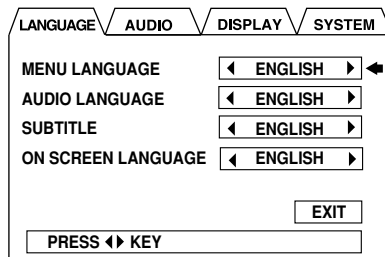 LANGUAGE AUDIO DISPLAY SYSTEM
MENU LANGUAGE ENGLISH
AUDIO LANGUAGE ENGLISH
SUBTITLE ENGLISH
ON SCREEN LANGUAGE ENGLISH
EXIT
PRESS ◀▶ KEY